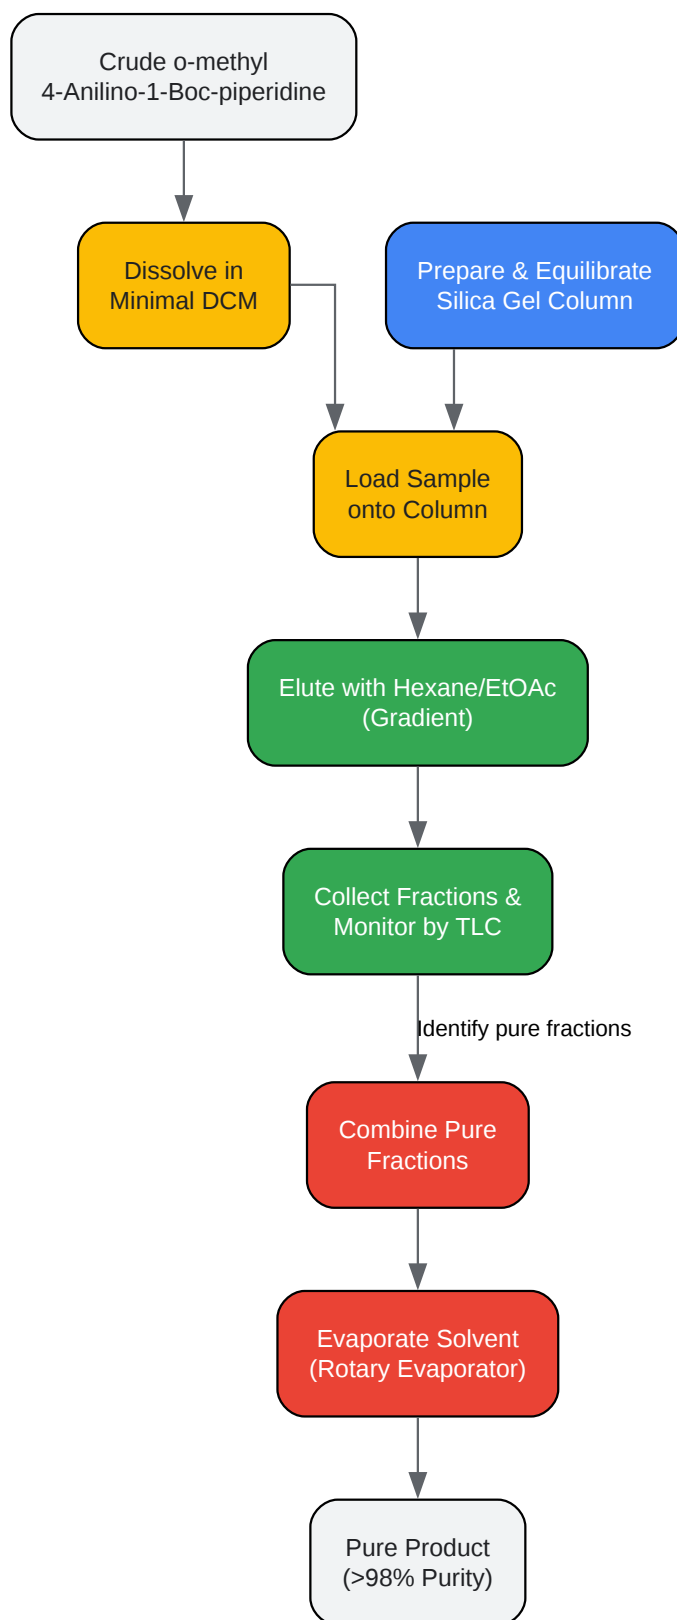 Crude o-methyl
4-Anilino-1-Boc-piperidine
Dissolve in
Minimal DCM
Prepare & Equilibrate
Silica Gel Column
Load Sample
onto Column
Elute with Hexane/EtOAc
(Gradient)
Collect Fractions &
Monitor by TLC
Identify pure fractions
Combine Pure
Fractions
Evaporate Solvent
(Rotary Evaporator)
Pure Product
(>98% Purity)